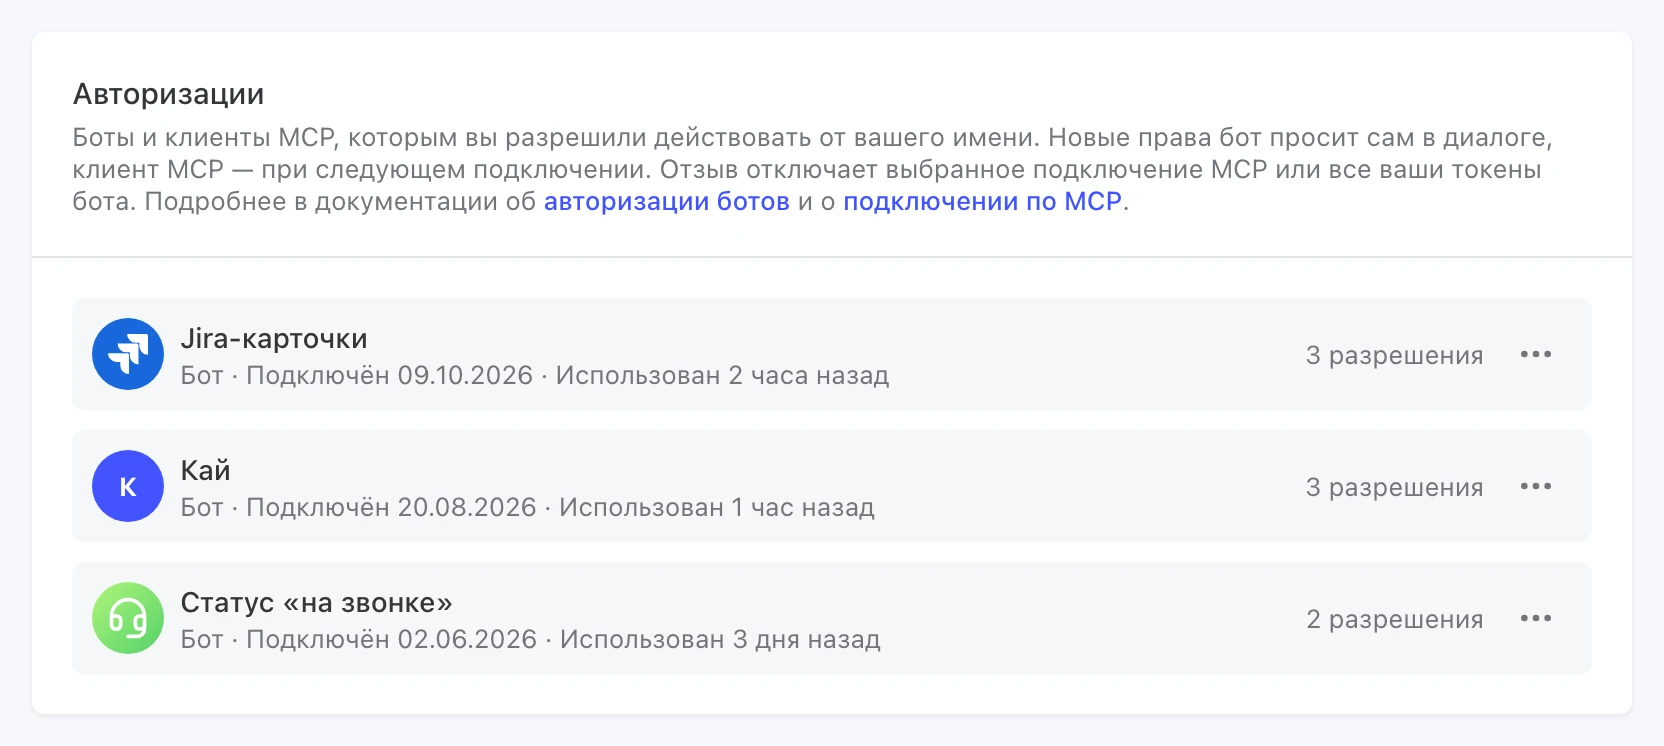 Авторизации
Боты и клиенты MCP, которым вы разрешили действовать от вашего имени. Новые права бот просит сам в диалоге,
клиент MCP — при следующем подключении. Отзыв отключает выбранное подключение MCP или все ваши токены
бота. Подробнее в документации об авторизации ботов и о подключении по MCP.
Jira-карточки
Бот · Подключён 09.10.2026 · Использован 2 часа назад
3 разрешения
К
Кай
Бот · Подключён 20.08.2026 · Использован 1 час назад
3 разрешения
Статус «на звонке»
Бот · Подключён 02.06.2026 · Использован 3 дня назад
2 разрешения